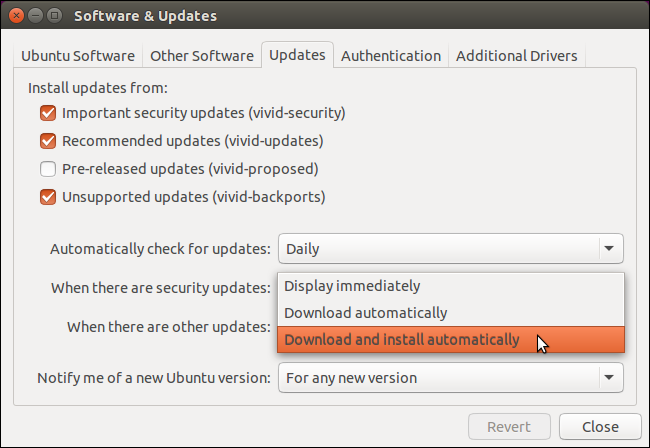 Software & Updates
Ubuntu Software Other Software Updates Authentication Additional Drivers
Install updates from:
Important security updates (vivid-security)
Recommended updates (vivid-updates)
Pre-released updates (vivid-proposed)
Unsupported updates (vivid-backports)
Automatically check for updates: Daily
When there are security updates: Display immediately
Download automatically
When there are other updates: Download and install automatically
Notify me of a new Ubuntu version: For any new version
Revert Close